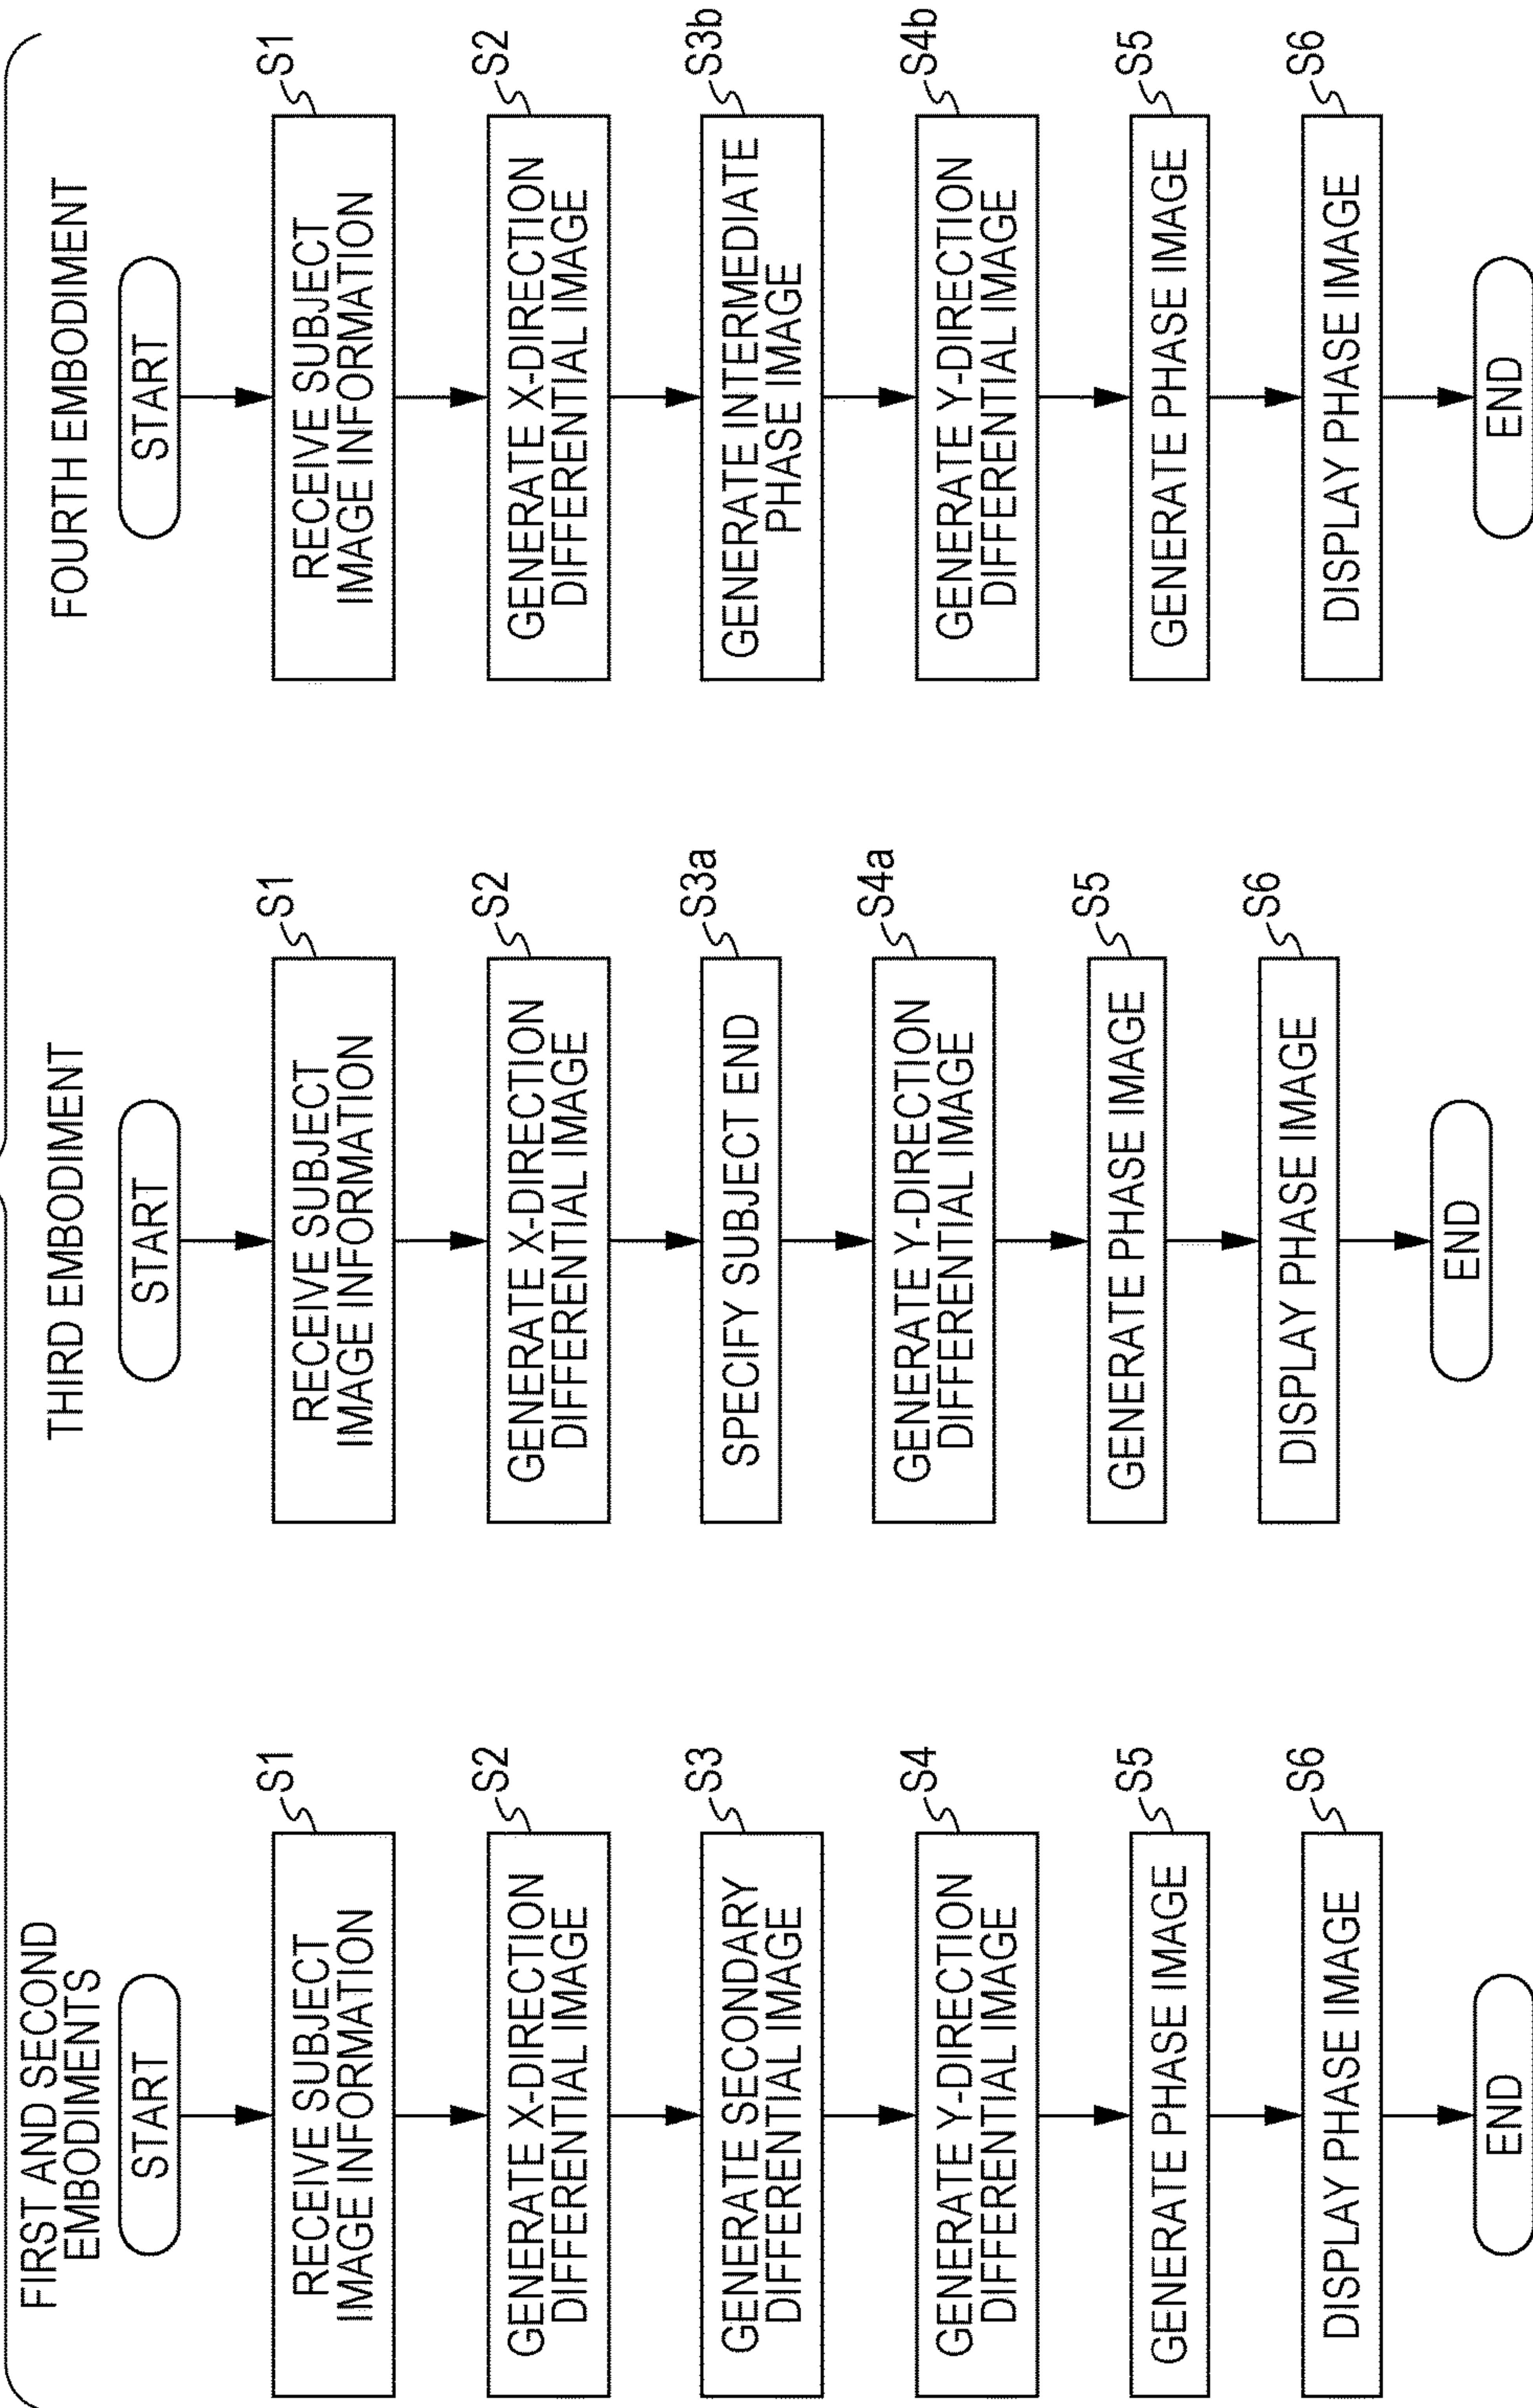 FIRST AND SECOND
EMBODIMENTS
START
S1
RECEIVE SUBJECT
IMAGE INFORMATION
S2
GENERATE X-DIRECTION
DIFFERENTIAL IMAGE
S3
GENERATE SECONDARY
DIFFERENTIAL IMAGE
S4
GENERATE Y-DIRECTION
DIFFERENTIAL IMAGE
S5
GENERATE PHASE IMAGE
S6
DISPLAY PHASE IMAGE
END
THIRD EMBODIMENT
START
S1
RECEIVE SUBJECT
IMAGE INFORMATION
S2
GENERATE X-DIRECTION
DIFFERENTIAL IMAGE
S3a
SPECIFY SUBJECT END
S4a
GENERATE Y-DIRECTION
DIFFERENTIAL IMAGE
S5
GENERATE PHASE IMAGE
S6
DISPLAY PHASE IMAGE
END
FOURTH EMBODIMENT
START
S1
RECEIVE SUBJECT
IMAGE INFORMATION
S2
GENERATE X-DIRECTION
DIFFERENTIAL IMAGE
S3b
GENERATE INTERMEDIATE
PHASE IMAGE
S4b
GENERATE Y-DIRECTION
DIFFERENTIAL IMAGE
S5
GENERATE PHASE IMAGE
S6
DISPLAY PHASE IMAGE
END